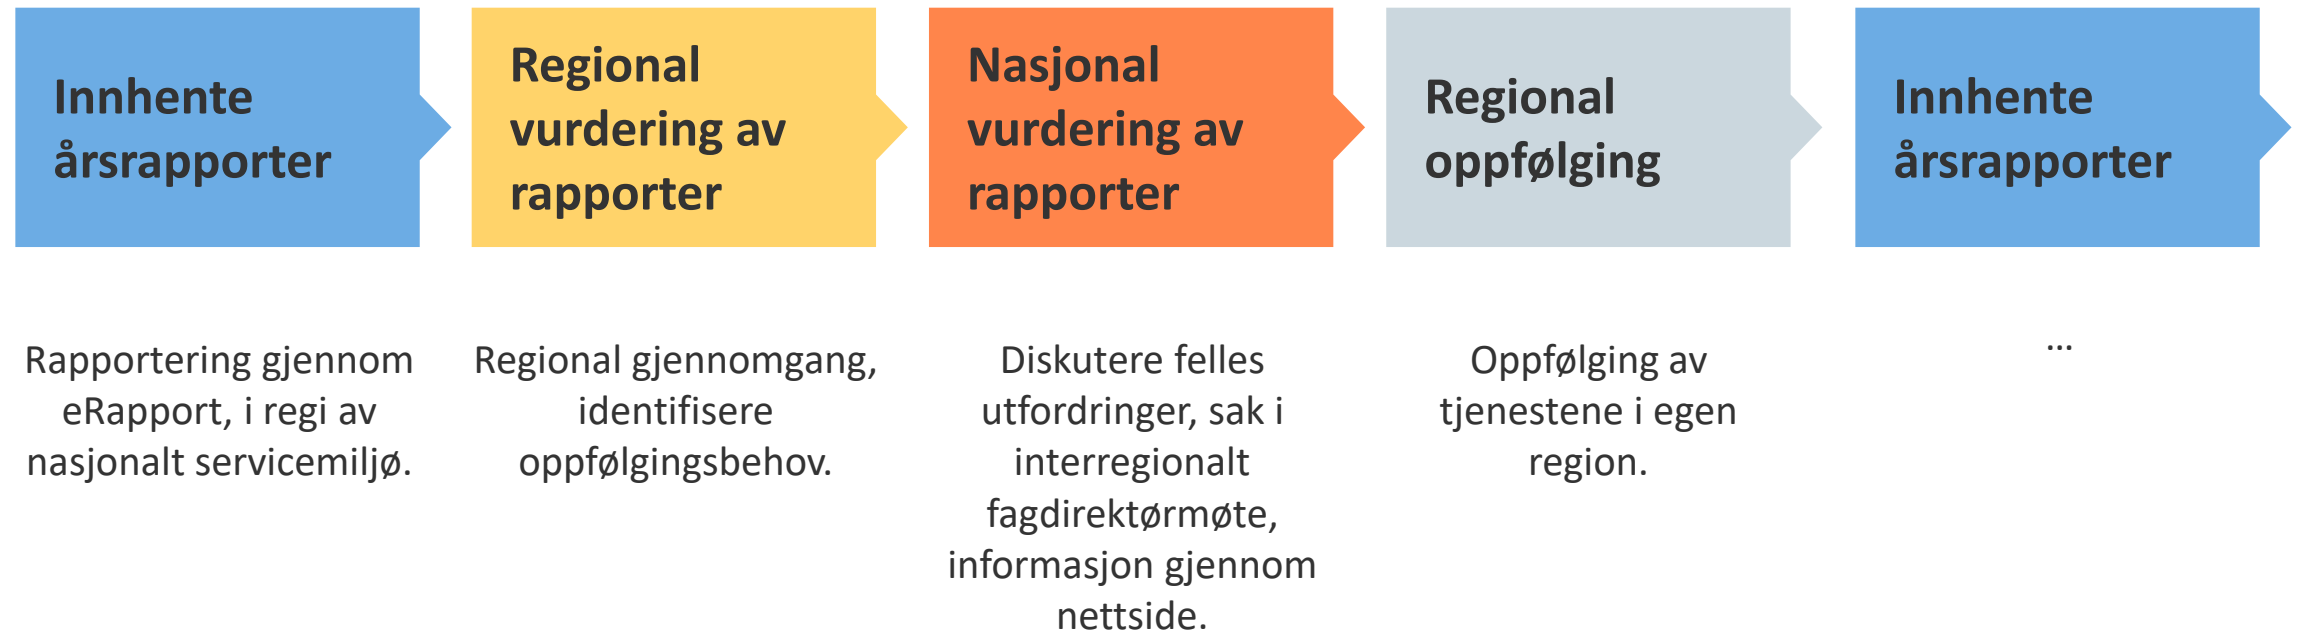 Innhente
årsrapporter
Regional
vurdering av
rapporter
Nasjonal
vurdering av
rapporter
Regional
oppfølging
Innhente
årsrapporter
Rapportering gjennom
eRapport, i regi av
nasjonalt servicemiljø.
Regional gjennomgang,
identifisere
oppfølgingsbehov.
Diskutere felles
utfordringer, sak i
interregionalt
fagdirektørmøte,
informasjon gjennom
nettside.
Oppfølging av
tjenestene i egen
region.
...